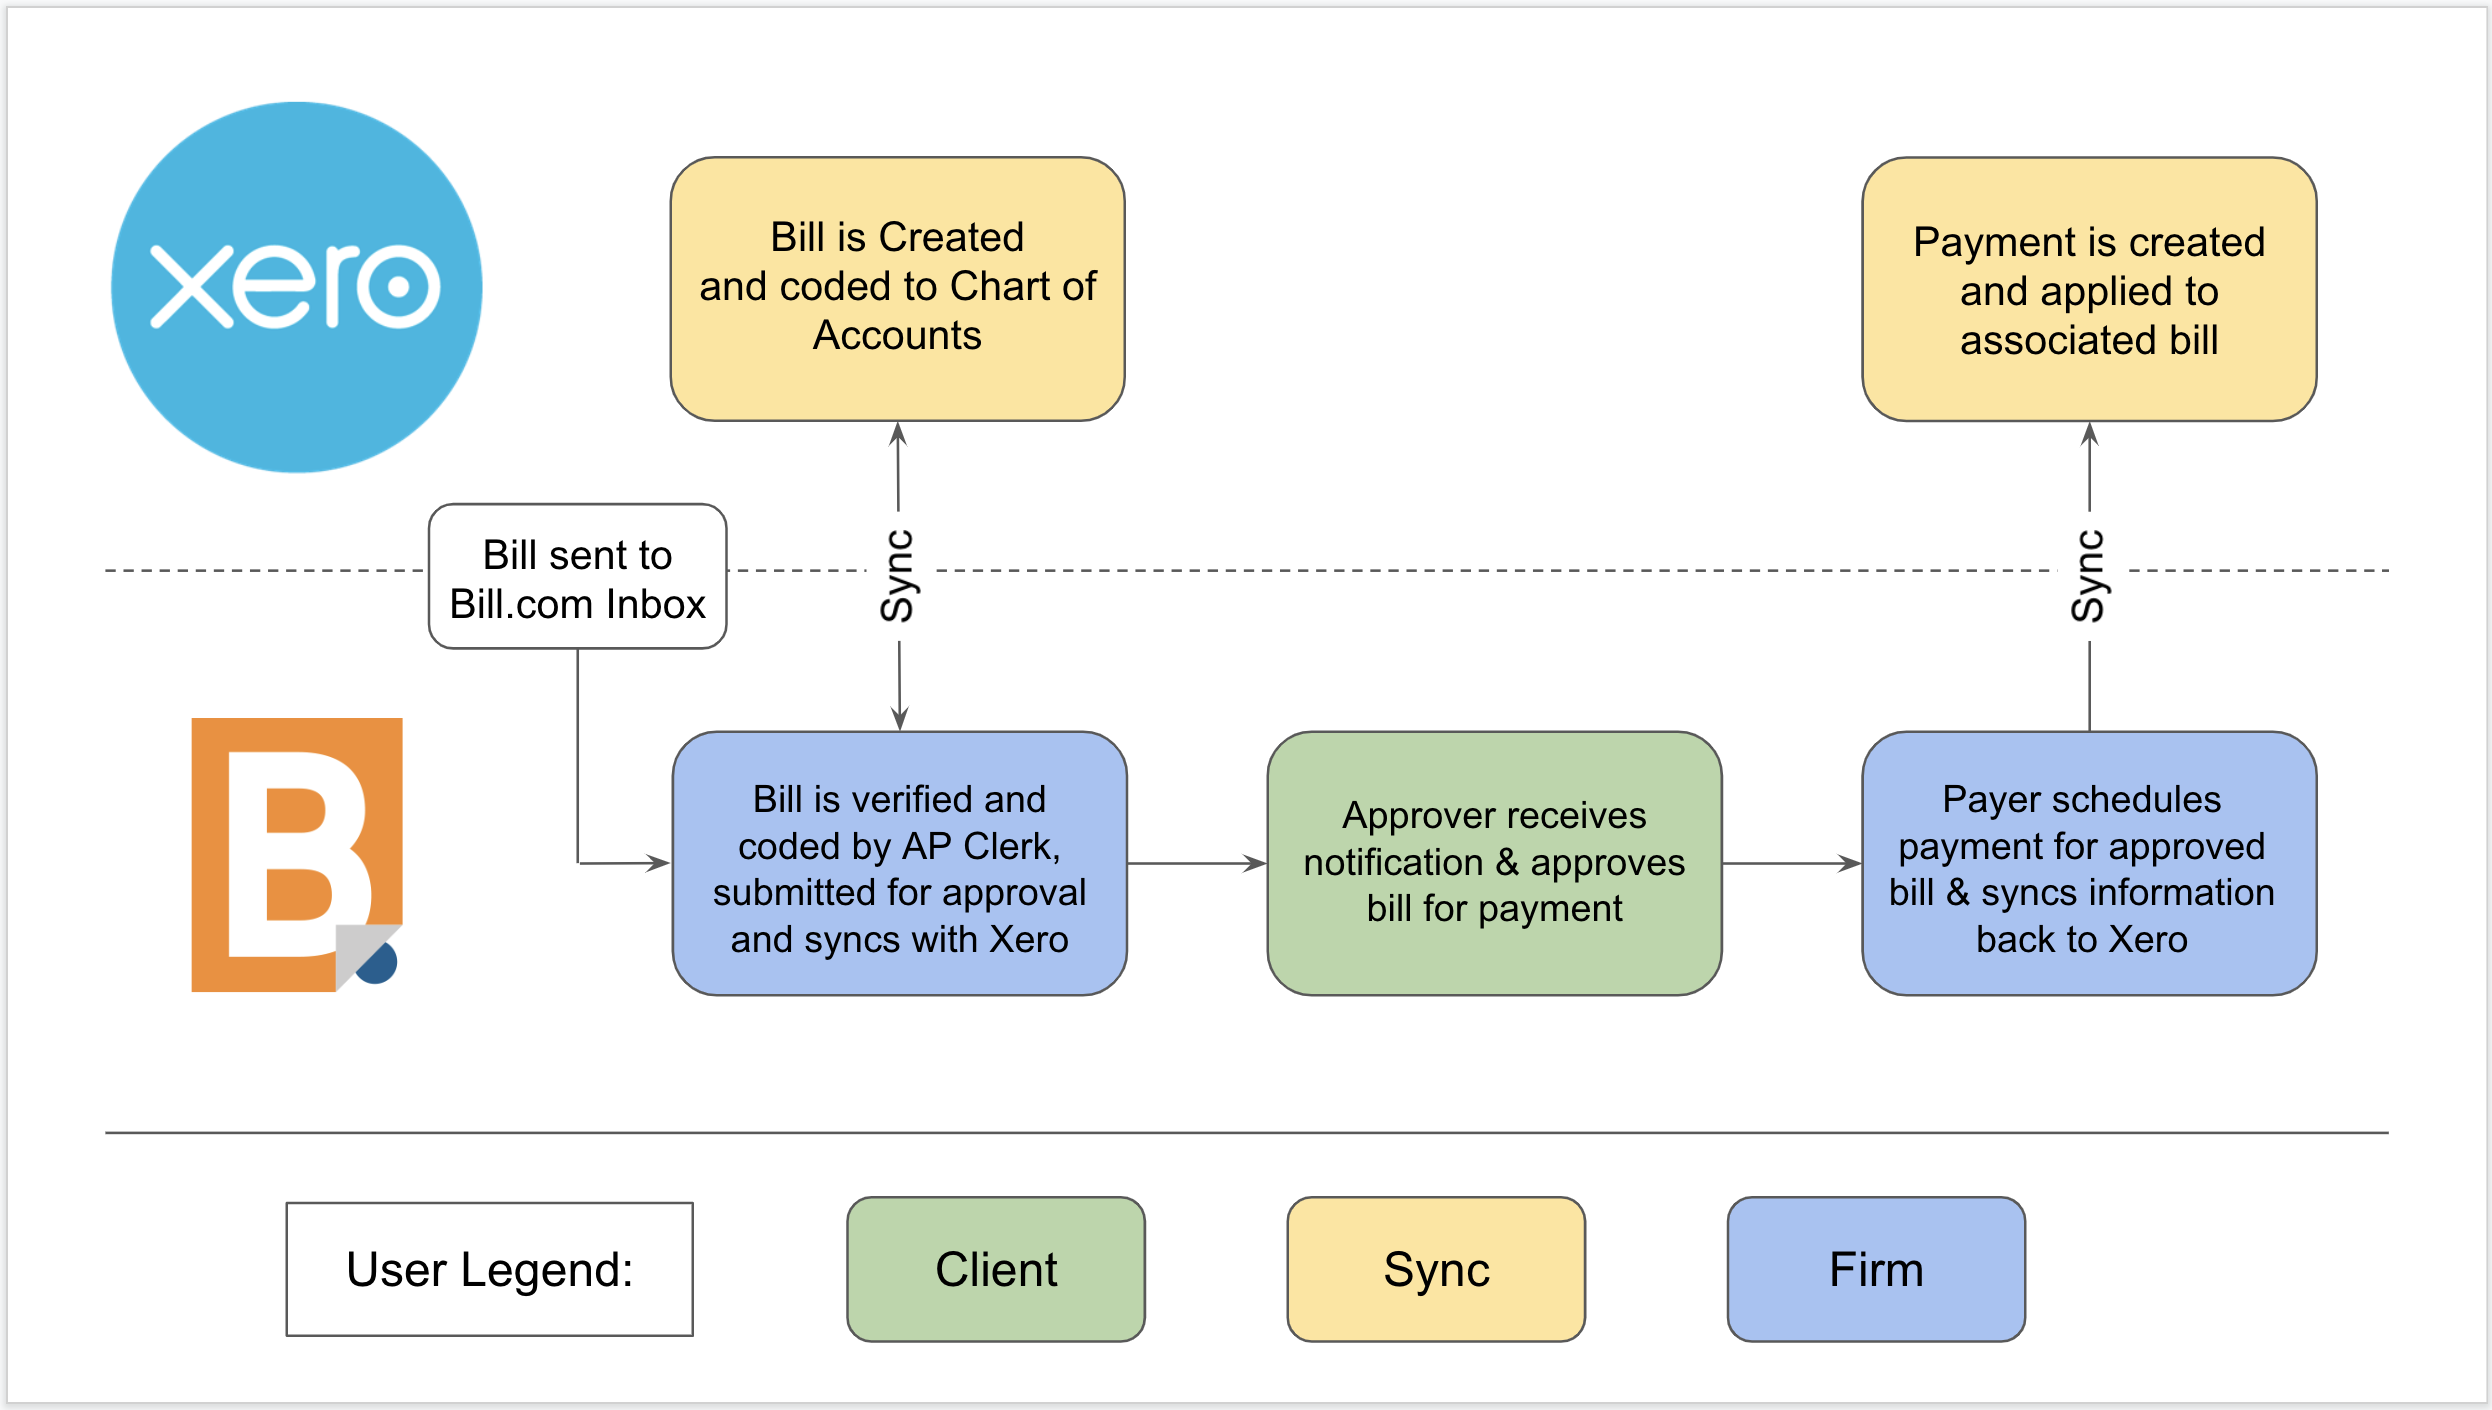 xero
Bill is Created
and coded to Chart of
Accounts
Payment is created
and applied to
associated bill
Bill sent to
Bill.com Inbox
Sync
Sync
B
Bill is verified and
coded by AP Clerk,
submitted for approval
and syncs with Xero
Approver receives
notification & approves
bill for payment
Payer schedules
payment for approved
bill & syncs information
back to Xero
User Legend:
Client
Sync
Firm